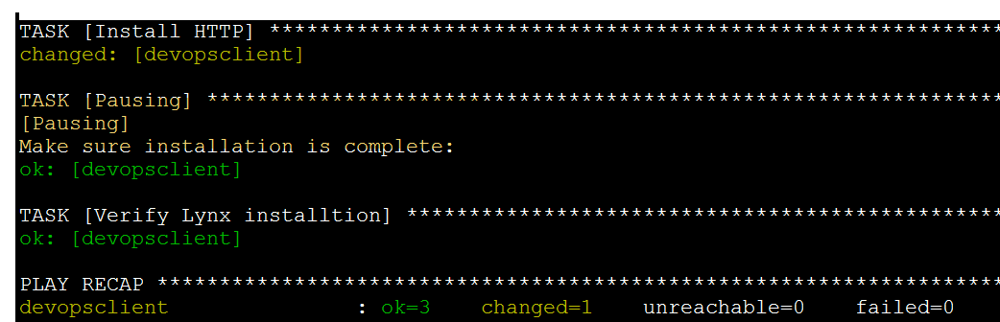 TASK [Install HTTP] ***********************************************************
changed: [devopsclient]
TASK [Pausing] ****************************************************************
[Pausing]
Make sure installation is complete:
ok: [devopsclient]
TASK [Verify Lynx installtion] ************************************************
ok: [devopsclient]
PLAY RECAP ********************************************************************
devopsclient : ok=3 changed=1 unreachable=0 failed=0